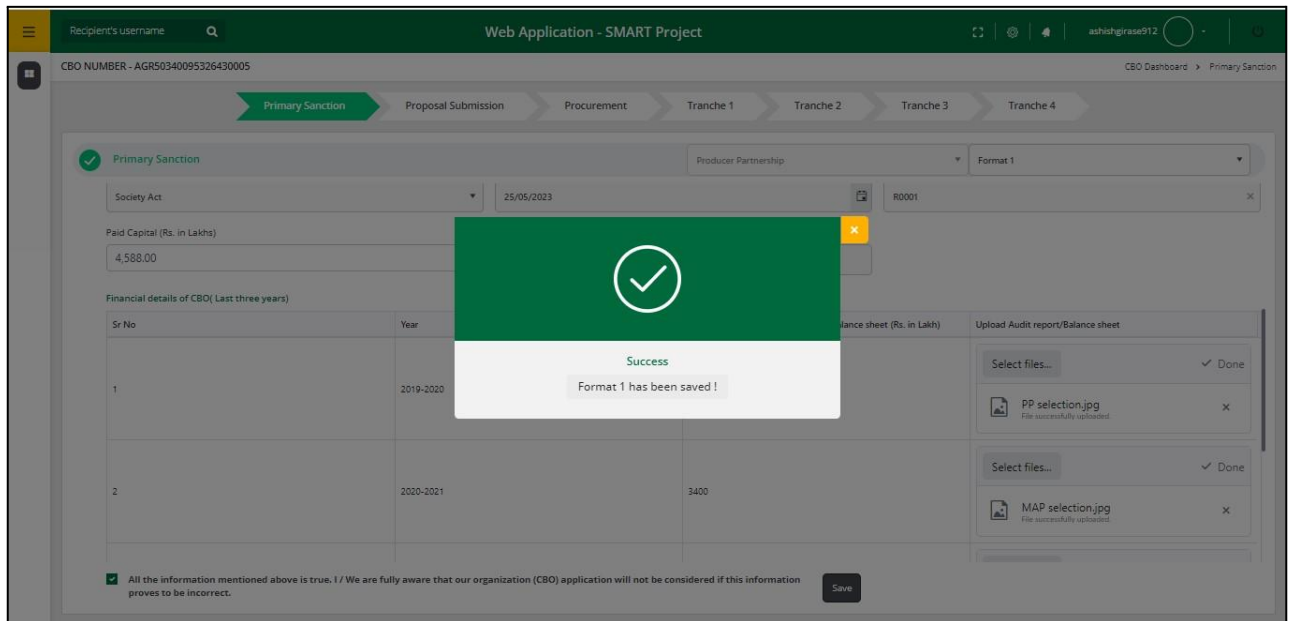 Recipient's username
Web Application - SMART Project
ashishgirase912
CBO NUMBER - AGR50340095326430005
CBO Dashboard > Primary Sanction
Primary Sanction
Proposal Submission
Procurement
Tranche 1
Tranche 2
Tranche 3
Tranche 4
Primary Sanction
Producer Partnership
Format 1
Society Act
25/05/2023
R0001
Paid Capital (Rs. in Lakhs)
4,588.00
Financial details of CBO( Last three years)
Sr No
Year
sheet (Rs. in Lakh)
Upload Audit report/Balance sheet
1
2019-2020
Select files...
Done
PP selection.jpg
File successfully uploaded.
2
2020-2021
3400
Select files...
Done
MAP selection.jpg
File successfully uploaded.
Success
Format 1 has been saved !
All the information mentioned above is true. I / We are fully aware that our organization (CBO) application will not be considered if this information
proves to be incorrect.
Save